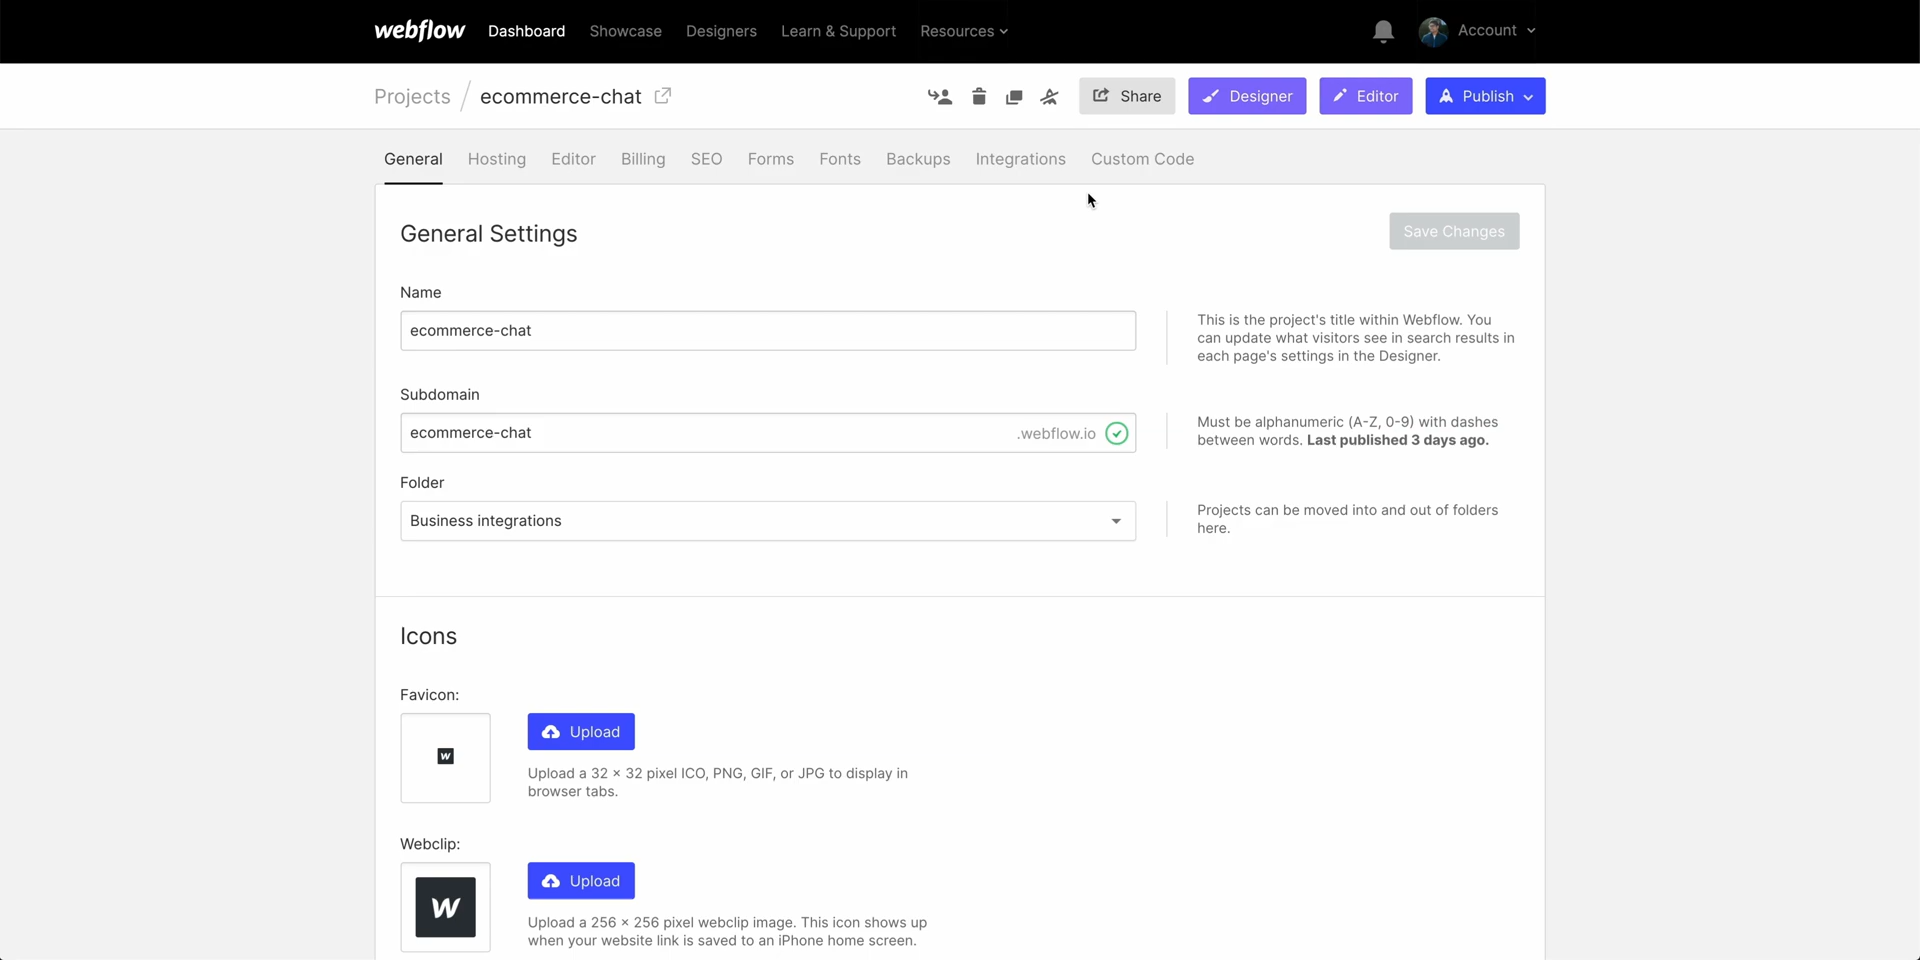 webflow Dashboard Showcase Designers Learn & Support Resources Account
Projects / ecommerce-chat Share Designer Editor Publish
General Hosting Editor Billing SEO Forms Fonts Backups Integrations Custom Code
General Settings Save Changes
Name
ecommerce-chat
This is the project's title within Webflow. You
can update what visitors see in search results in
each page's settings in the Designer.
Subdomain
ecommerce-chat .webflow.io
Must be alphanumeric (A-Z, 0-9) with dashes
between words. Last published 3 days ago.
Folder
Business integrations
Projects can be moved into and out of folders
here.
Icons
Favicon:
W
Upload
Upload a 32 × 32 pixel ICO, PNG, GIF, or JPG to display in
browser tabs.
Webclip:
W
Upload
Upload a 256 × 256 pixel webclip image. This icon shows up
when your website link is saved to an iPhone home screen.